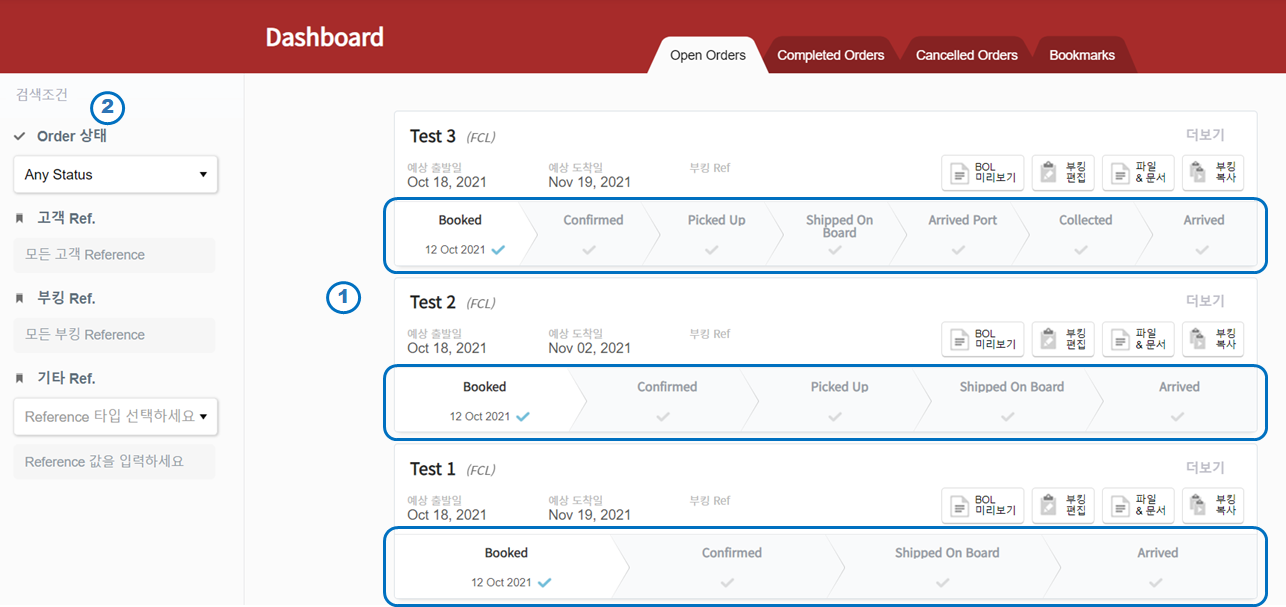 Dashboard
Open Orders
Completed Orders
Cancelled Orders
Bookmarks
검색조건
2
Order 상태
Any Status
고객 Ref.
모든 고객 Reference
부킹 Ref.
모든 부킹 Reference
기타 Ref.
Reference 타입 선택하세요
Reference 값을 입력하세요
1
Test 3 (FCL)
더보기
예상 출발일
Oct 18, 2021
예상 도착일
Nov 19, 2021
부킹 Ref
BOL
미리보기
부킹
편집
파일
& 문서
부킹
복사
Booked
12 Oct 2021
Confirmed
Picked Up
Shipped On
Board
Arrived Port
Collected
Arrived
Test 2 (FCL)
더보기
예상 출발일
Oct 18, 2021
예상 도착일
Nov 02, 2021
부킹 Ref
BOL
미리보기
부킹
편집
파일
& 문서
부킹
복사
Booked
12 Oct 2021
Confirmed
Picked Up
Shipped On Board
Arrived
Test 1 (FCL)
더보기
예상 출발일
Oct 18, 2021
예상 도착일
Nov 19, 2021
부킹 Ref
BOL
미리보기
부킹
편집
파일
& 문서
부킹
복사
Booked
12 Oct 2021
Confirmed
Shipped On Board
Arrived